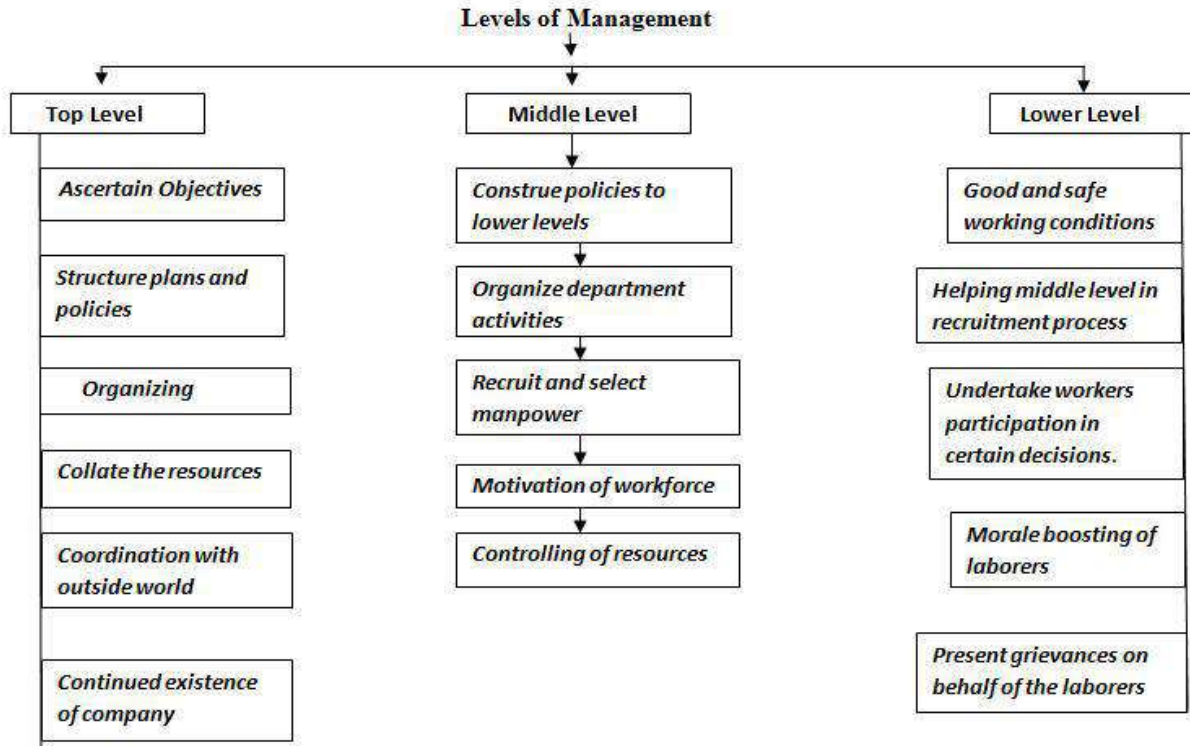 Levels of Management
Top Level
Ascertain Objectives
Structure plans and
policies
Organizing
Collate the resources
Coordination with
outside world
Continued existence
of company
Middle Level
Construe policies to
lower levels
Organize department
activities
Recruit and select
manpower
Motivation of workforce
Controlling of resources
Lower Level
Good and safe
working conditions
Helping middle level in
recruitment process
Undertake workers
participation in
certain decisions.
Morale boosting of
laborers
Present grievances on
behalf of the laborers